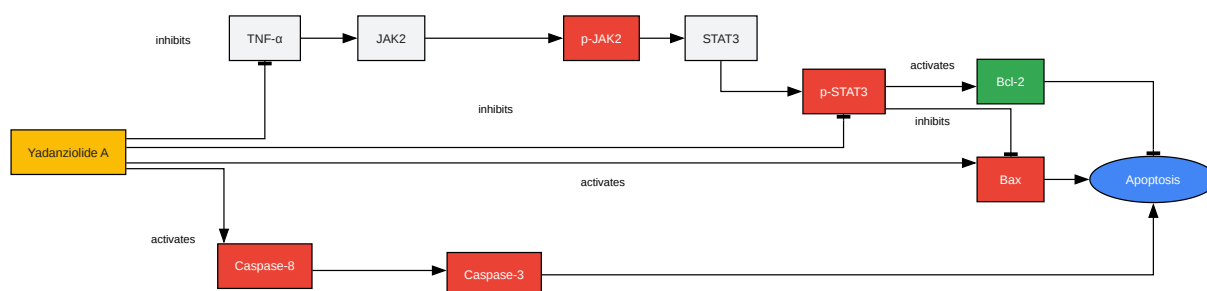 TNF-α
JAK2
p-JAK2
STAT3
inhibits
activates
Bcl-2
p-STAT3
inhibits
inhibits
Yadanziolide A
activates
Bax
Apoptosis
activates
Caspase-8
Caspase-3